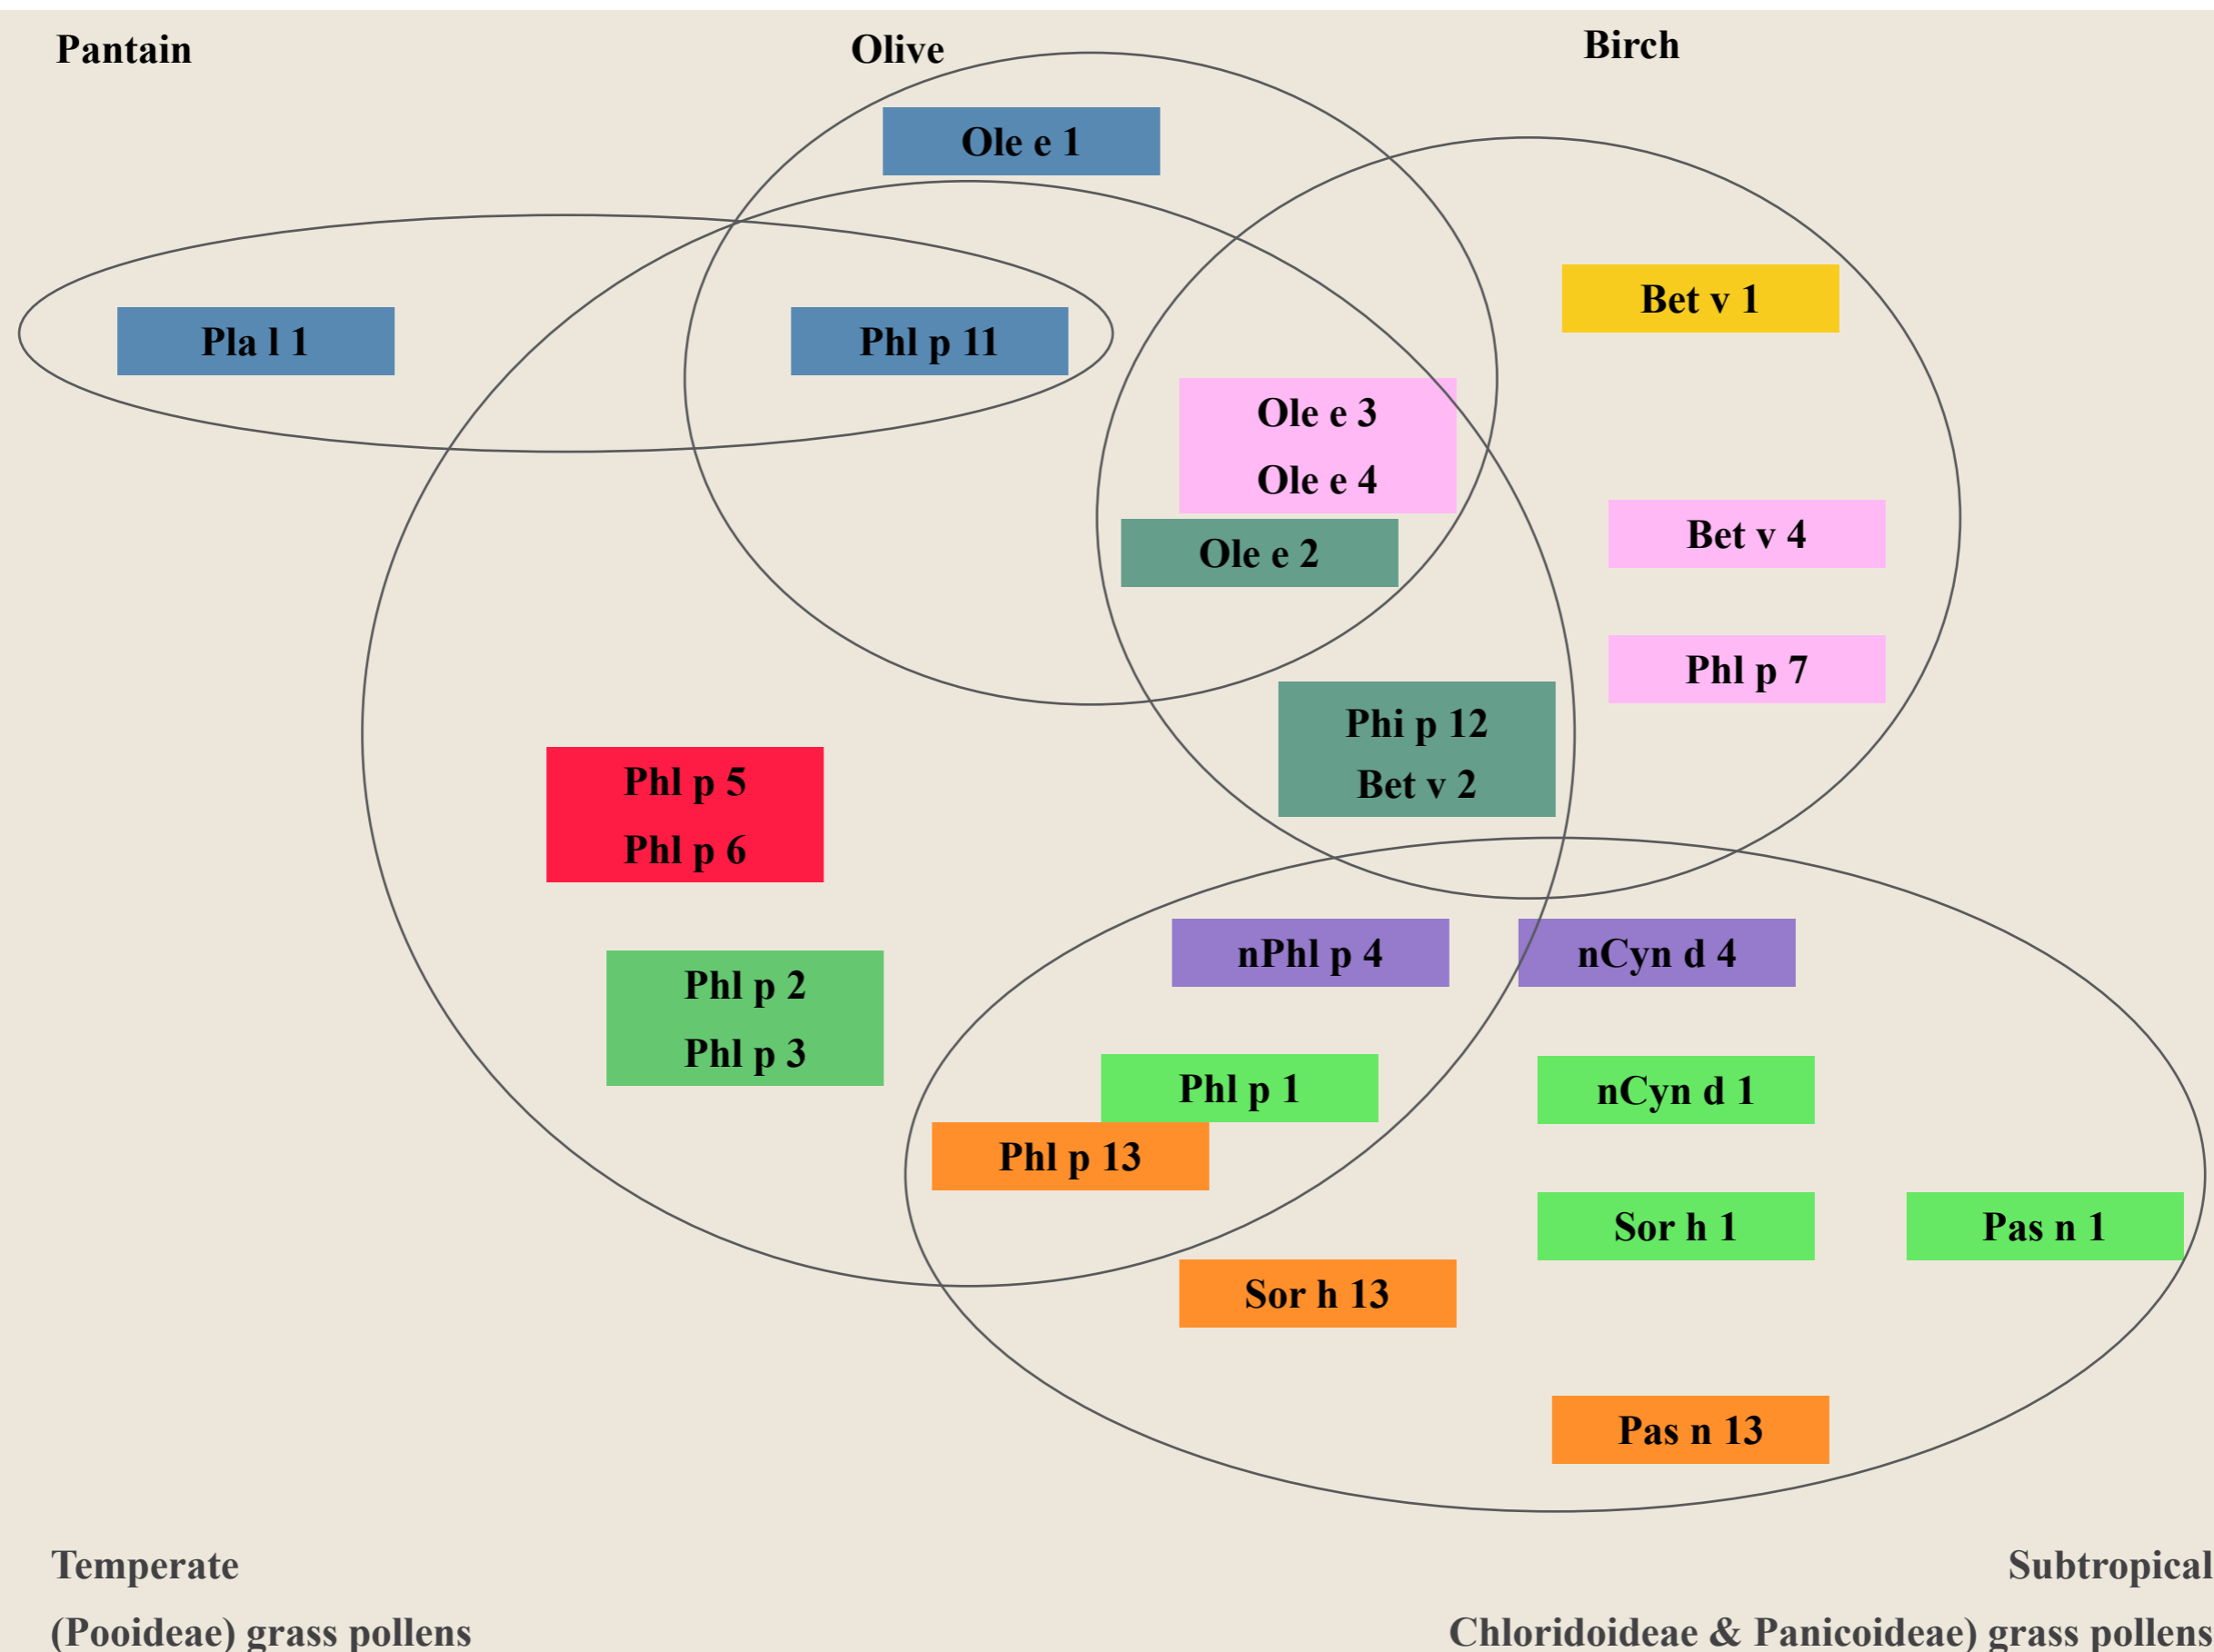 Pantain
Olive
Birch
Ole e 1
Bet v 1
Pla l 1
Phl p 11
Ole e 3
Ole e 4
Ole e 2
Bet v 4
Phl p 7
Phi p 12
Bet v 2
Phl p 5
Phl p 6
nPhl p 4
nCyn d 4
Phl p 2
Phl p 3
Phl p 1
nCyn d 1
Phl p 13
Sor h 1
Pas n 1
Sor h 13
Pas n 13
Temperate
(Pooideae) grass pollens
Subtropical
Chloridoideae & Panicoideae) grass pollens